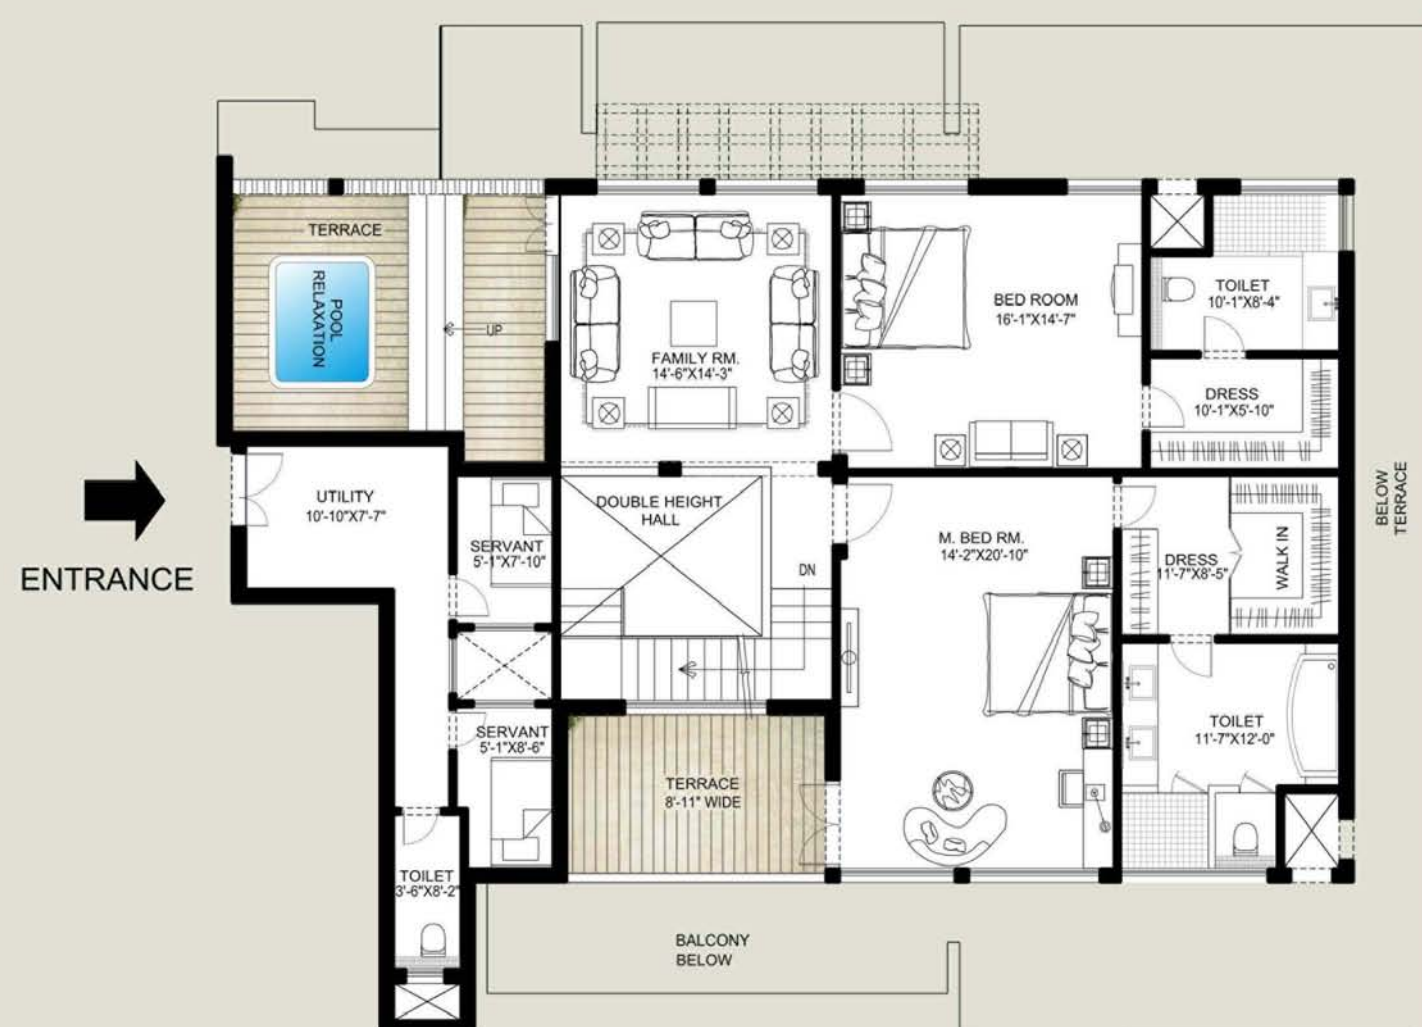 TERRACE
POOL
RELAXATION
UP
FAMILY RM.
14'-6"X14'-3"
BED ROOM
16'-1"X14'-7"
TOILET
10'-1"X8'-4"
DRESS
10'-1"X5'-10"
ENTRANCE
UTILITY
10'-10"X7'-7"
SERVANT
5'-1"X7'-10"
DOUBLE HEIGHT
HALL
DN
M. BED RM.
14'-2"X20'-10"
DRESS
11'-7"X8'-5"
WALK IN
BELOW
TERRACE
SERVANT
5'-1"X8'-6"
TERRACE
8'-11" WIDE
TOILET
11'-7"X12'-0"
TOILET
3'-6"X8'-2"
BALCONY
BELOW